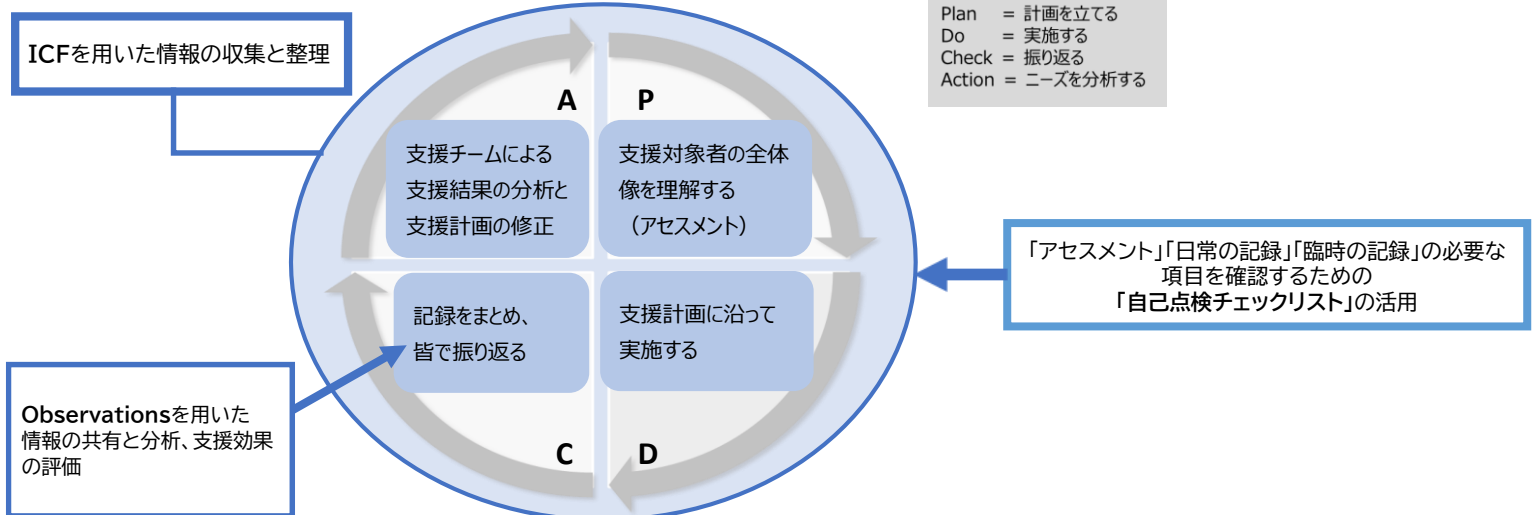 Plan = 計画を立てる
Do = 実施する
Check = 振り返る
Action = ニーズを分析する
ICFを用いた情報の収集と整理
A
P
支援チームによる
支援結果の分析と
支援計画の修正
支援対象者の全体
像を理解する
(アセスメント)
「アセスメント」「日常の記録」「臨時の記録」の必要な
項目を確認するための
「自己点検チェックリスト」の活用
記録をまとめ、
皆で振り返る
支援計画に沿って
実施する
Observationsを用いた
情報の共有と分析、支援効果
の評価
C
D